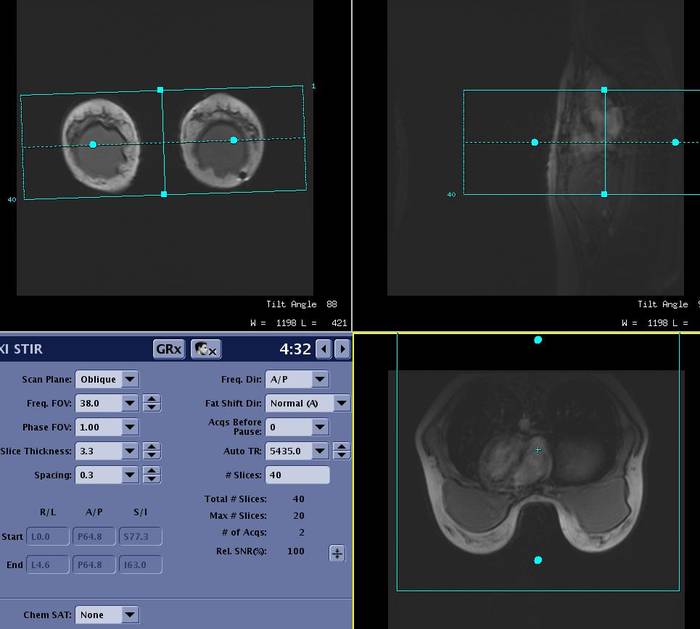 1
40
Tilt Angle 88
W = 1198 L = 421
40
Tilt Angle
W = 1198 L =
XI STIR
GRx
x
4:32
Scan Plane: Oblique
Freq. Dir: A/P
Freq. FOV: 38.0
Fat Shift Dir: Normal (A)
Phase FOV: 1.00
Acqs Before Pause: 0
Slice Thickness: 3.3
Auto TR: 5435.0
Spacing: 0.3
# Slices: 40
Total # Slices: 40
Max # Slices: 20
# of Acqs: 2
Rel. SNR(%): 100
R/L A/P S/I
Start L0.0 P64.8 S77.3
End L4.6 P64.8 I63.0
Chem SAT: None